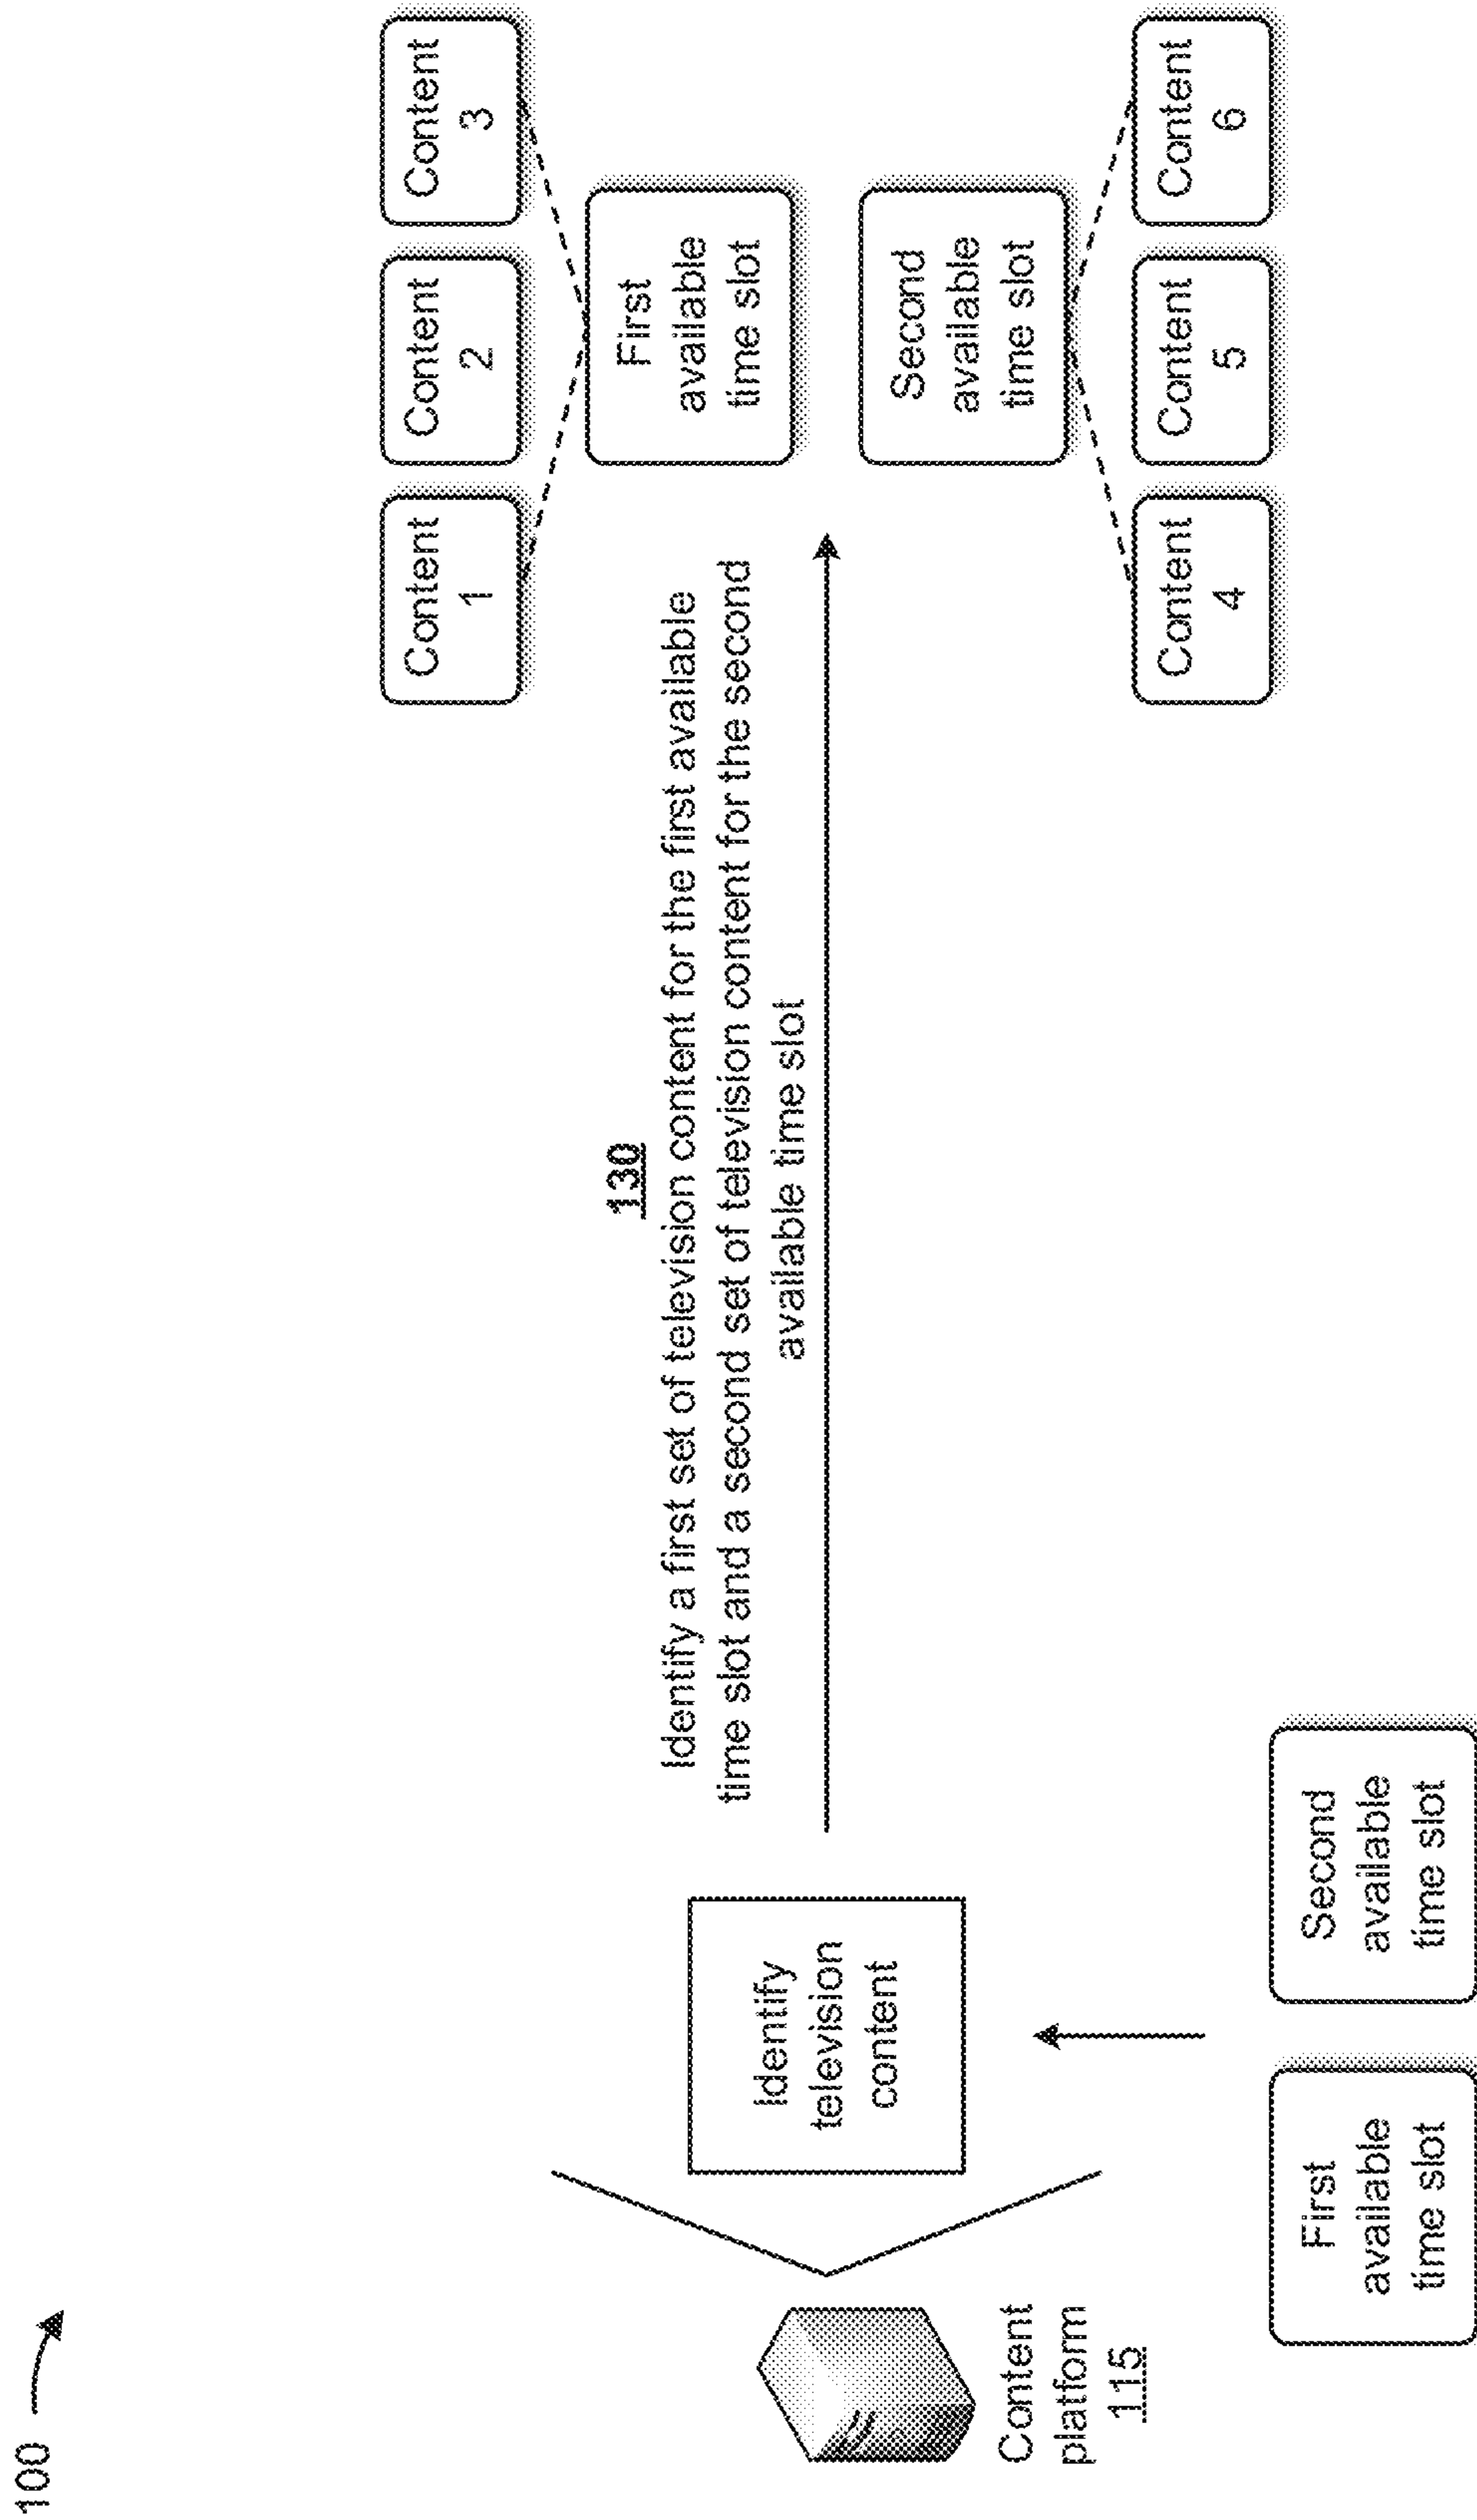 100
Content
1
Content
2
Content
3
First
available
time slot
130
Identify a first set of television content for the first available
time slot and a second set of television content for the second
available time slot
Identify
television
content
Content
platform
115
Second
available
time slot
Content
4
Content
5
Content
6
First
available
time slot
Second
available
time slot